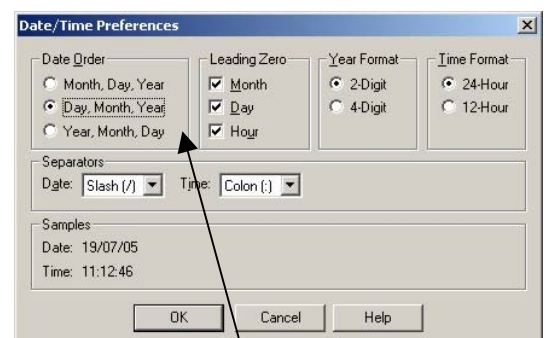 Date/Time Preferences
Date Order
Month, Day, Year
Day, Month, Year
Year, Month, Day
Leading Zero
Month
Day
Hour
Year Format
2-Digit
4-Digit
Time Format
24-Hour
12-Hour
Separators
Date: Slash (/) Time: Colon (:)
Samples
Date: 19/07/05
Time: 11:12:46
OK Cancel Help